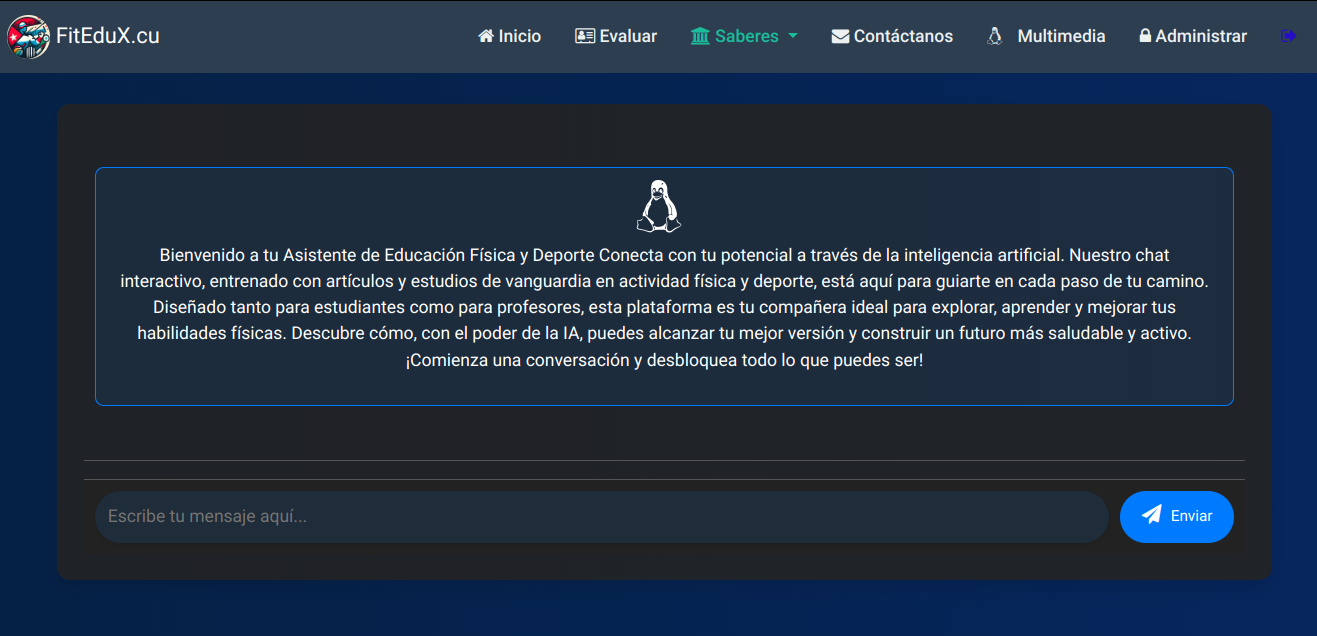 FitEduX.cu
Inicio
Evaluar
Saberes
Contáctanos
Multimedia
Administrar
Bienvenido a tu Asistente de Educación Física y Deporte Conecta con tu potencial a través de la inteligencia artificial. Nuestro chat
interactivo, entrenado con artículos y estudios de vanguardia en actividad física y deporte, está aquí para guiarte en cada paso de tu camino.
Diseñado tanto para estudiantes como para profesores, esta plataforma es tu compañera ideal para explorar, aprender y mejorar tus
habilidades físicas. Descubre cómo, con el poder de la IA, puedes alcanzar tu mejor versión y construir un futuro más saludable y activo.
¡Comienza una conversación y desbloquea todo lo que puedes ser!
Escribe tu mensaje aquí...
Enviar